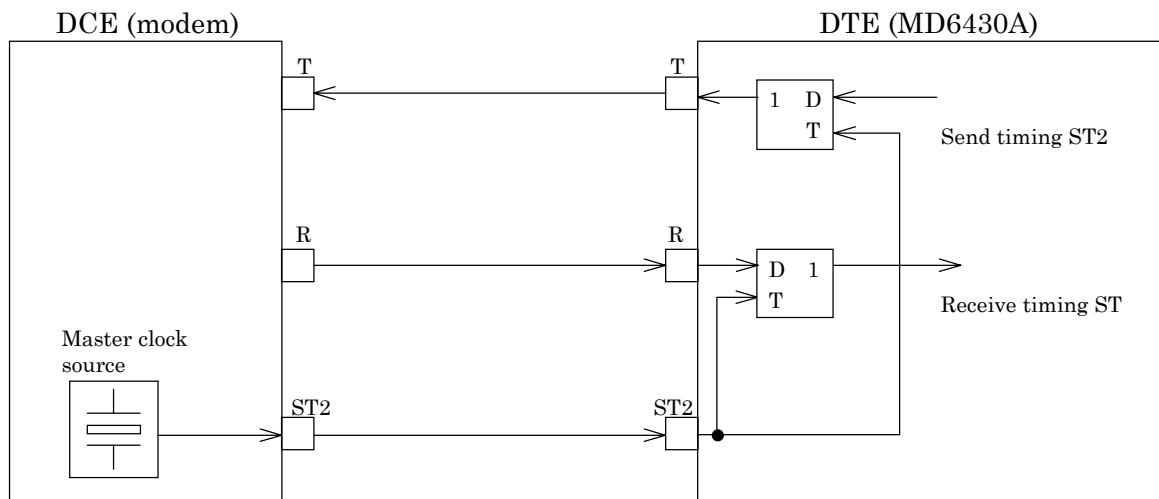 DCE (modem)
DTE (MD6430A)
T
T
1 D
T
Send timing ST2
R
R
D 1
T
Receive timing ST
Master clock
source
ST2
ST2